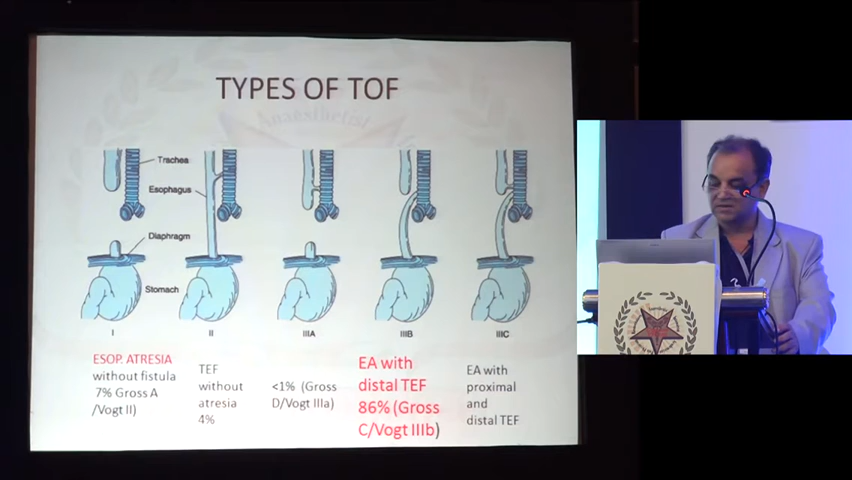 TYPES OF TOF
Anaesthetist
Trachea
Esophagus
Diaphragm
Stomach
I
II
IIIA
IIIB
IIIC
ESOP. ATRESIA
without fistula
7% Gross A
/Vogt II)
TEF
without
atresia
4%
<1% (Gross
D/Vogt IIIa)
EA with
distal TEF
86% (Gross
C/Vogt IIIb)
EA with
proximal
and
distal TEF